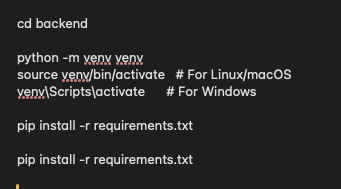 cd backend
python -m venv venv
source venv/bin/activate   # For Linux/macOS
venv\Scripts\activate      # For Windows
pip install -r requirements.txt
pip install -r requirements.txt